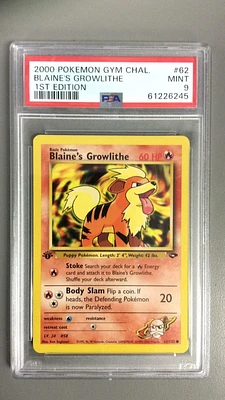 2000 POKEMON GYM CHAL. #62
BLAINE'S GROWLITHE MINT
1ST EDITION 9
PSA 61226245
Basic Pokémon
Blaine's Growlithe 60 HP
Puppy Pokémon. Length: 2' 4", Weight: 42 lbs.
Stoke Search your deck for a Energy
card and attach it to Blaine's Growlithe.
Shuffle your deck afterward.
Body Slam Flip a coin. If
heads, the Defending Pokémon
is now Paralyzed. 20
weakness resistance
retreat cost